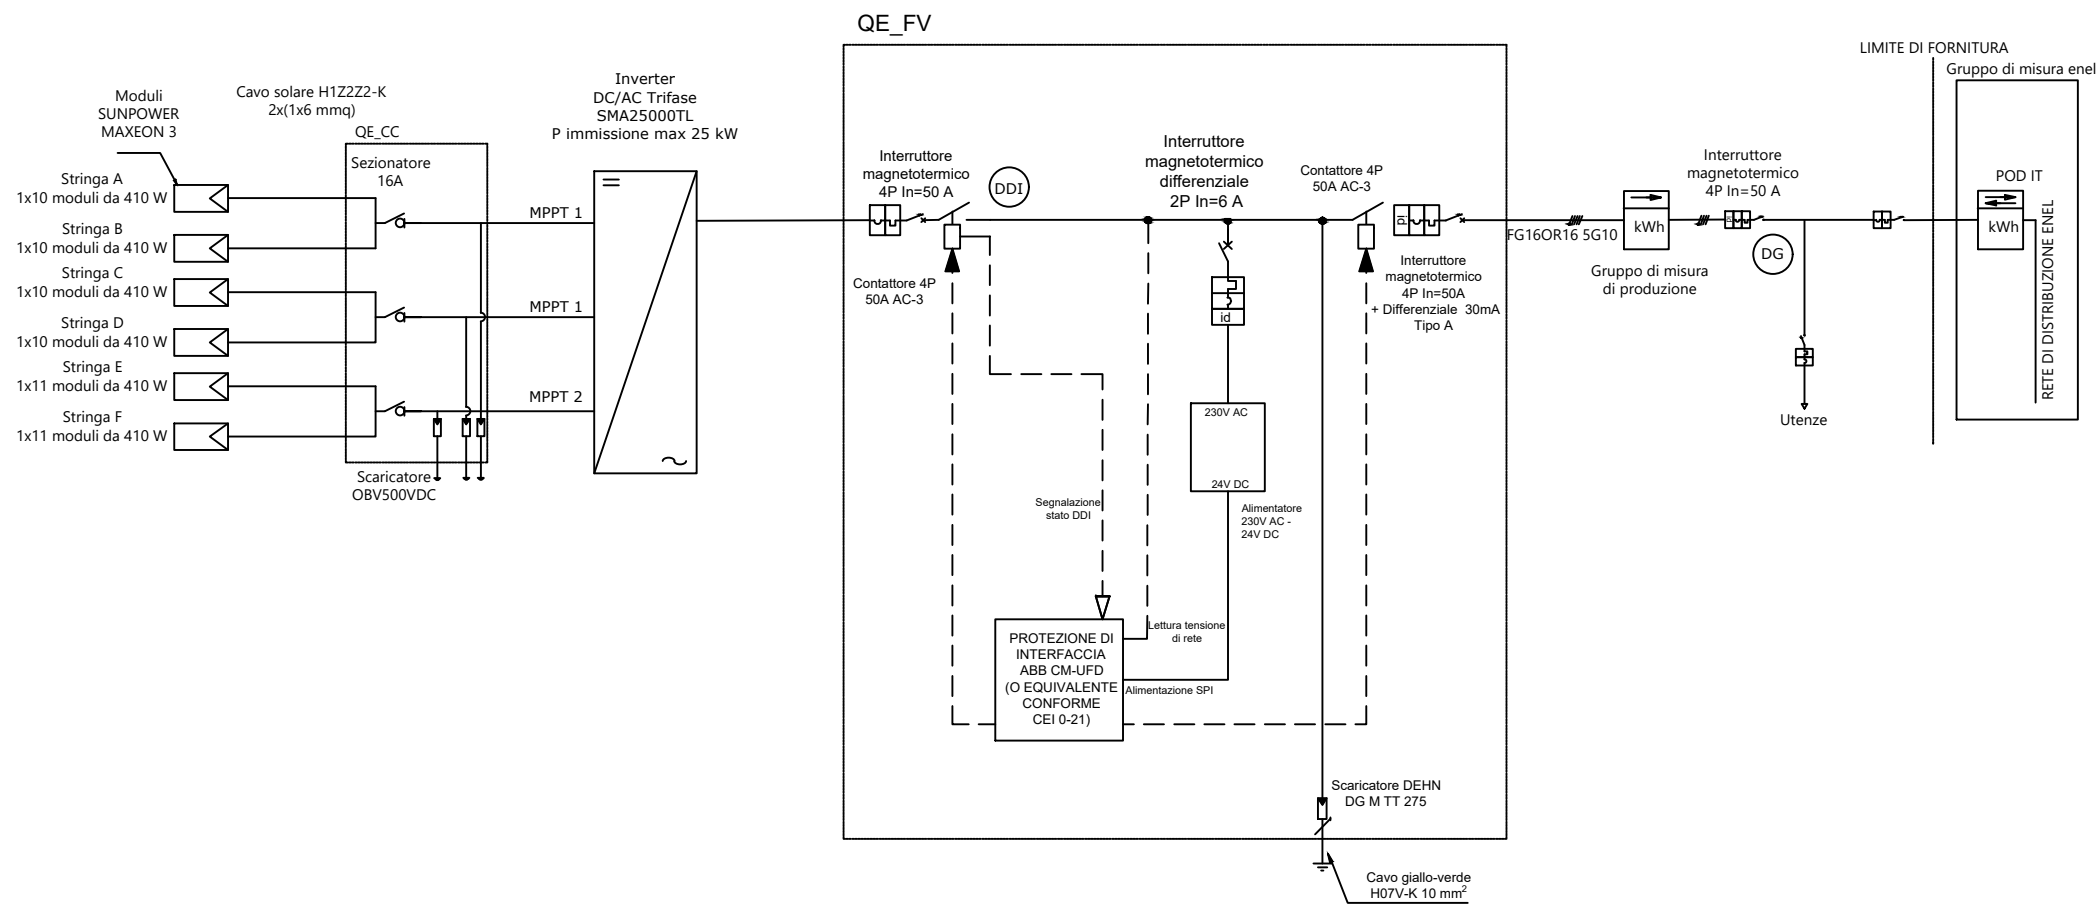 QE_FV
LIMITE DI FORNITURA
Gruppo di misura enel
Moduli
SUNPOWER
MAXEON 3
Cavo solare H1Z2Z2-K
2x(1x6 mmq)
QE_CC
Sezionatore
16A
Inverter
DC/AC Trifase
SMA25000TL
P immissione max 25 kW
Stringa A
1x10 moduli da 410 W
Stringa B
1x10 moduli da 410 W
Stringa C
1x10 moduli da 410 W
Stringa D
1x10 moduli da 410 W
Stringa E
1x11 moduli da 410 W
Stringa F
1x11 moduli da 410 W
MPPT 1
MPPT 1
MPPT 2
Scaricatore
OBV500VDC
Interruttore
magnetotermico
4P In=50 A
DDI
Contattore 4P
50A AC-3
Interruttore
magnetotermico
differenziale
2P In=6 A
id
Contattore 4P
50A AC-3
id
Interruttore
magnetotermico
4P In=50A
+ Differenziale 30mA
Tipo A
230V AC
24V DC
Alimentatore
230V AC -
24V DC
Segnalazione
stato DDI
Lettura tensione
di rete
Alimentazione SPI
PROTEZIONE DI
INTERFACCIA
ABB CM-UFD
(O EQUIVALENTE
CONFORME
CEI 0-21)
Scaricatore DEHN
DG M TT 275
Cavo giallo-verde
H07V-K 10 mm²
FG16OR16 5G10
kWh
Gruppo di misura
di produzione
Interruttore
magnetotermico
4P In=50 A
id
DG
Utenze
POD IT
kWh
RETE DI DISTRIBUZIONE ENEL